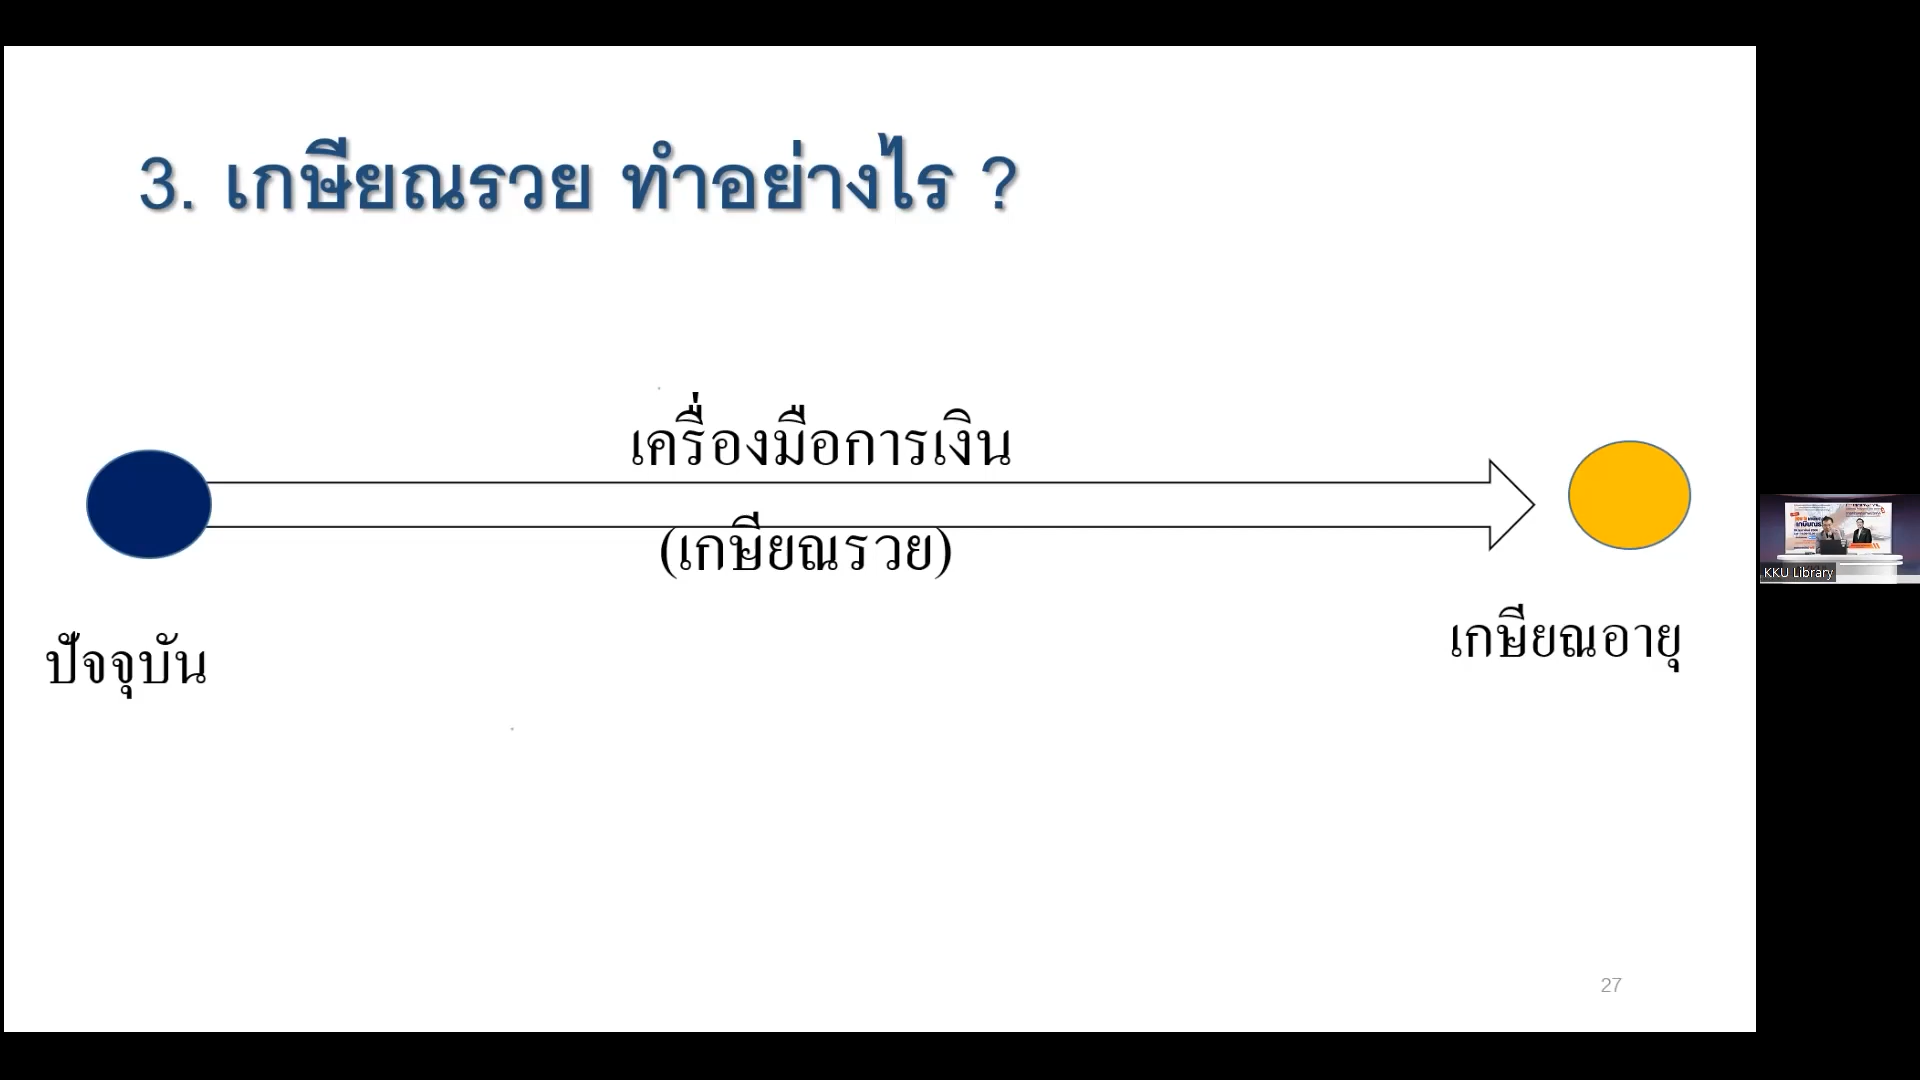 3. เกษียณรวย ทำอย่างไร ?
เครื่องมือการเงิน
(เกษียณรวย)
ปัจจุบัน
เกษียณอายุ
27
KKU Library